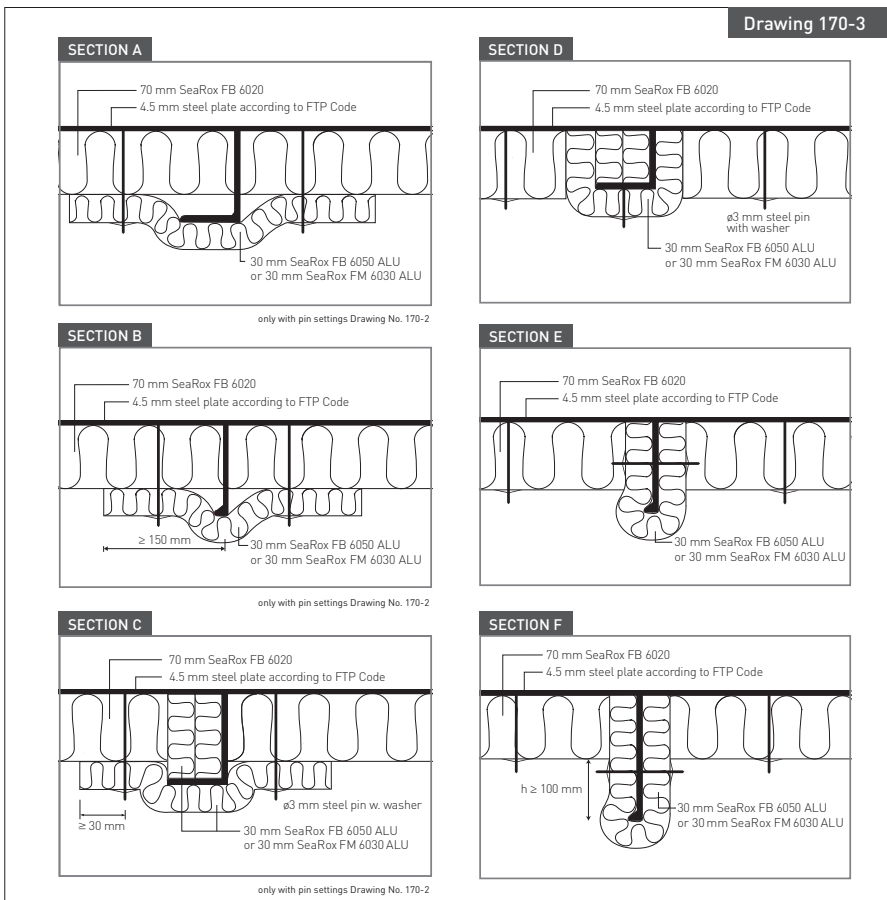 Drawing 170-3
SECTION A
70 mm SeaRox FB 6020
4.5 mm steel plate according to FTP Code
30 mm SeaRox FB 6050 ALU
or 30 mm SeaRox FM 6030 ALU
only with pin settings Drawing No. 170-2
SECTION B
70 mm SeaRox FB 6020
4.5 mm steel plate according to FTP Code
≥ 150 mm
30 mm SeaRox FB 6050 ALU
or 30 mm SeaRox FM 6030 ALU
only with pin settings Drawing No. 170-2
SECTION C
70 mm SeaRox FB 6020
4.5 mm steel plate according to FTP Code
ø3 mm steel pin w. washer
≥ 30 mm
30 mm SeaRox FB 6050 ALU
or 30 mm SeaRox FM 6030 ALU
only with pin settings Drawing No. 170-2
SECTION D
70 mm SeaRox FB 6020
4.5 mm steel plate according to FTP Code
ø3 mm steel pin
with washer
30 mm SeaRox FB 6050 ALU
or 30 mm SeaRox FM 6030 ALU
SECTION E
70 mm SeaRox FB 6020
4.5 mm steel plate according to FTP Code
30 mm SeaRox FB 6050 ALU
or 30 mm SeaRox FM 6030 ALU
SECTION F
70 mm SeaRox FB 6020
4.5 mm steel plate according to FTP Code
h ≥ 100 mm
30 mm SeaRox FB 6050 ALU
or 30 mm SeaRox FM 6030 ALU